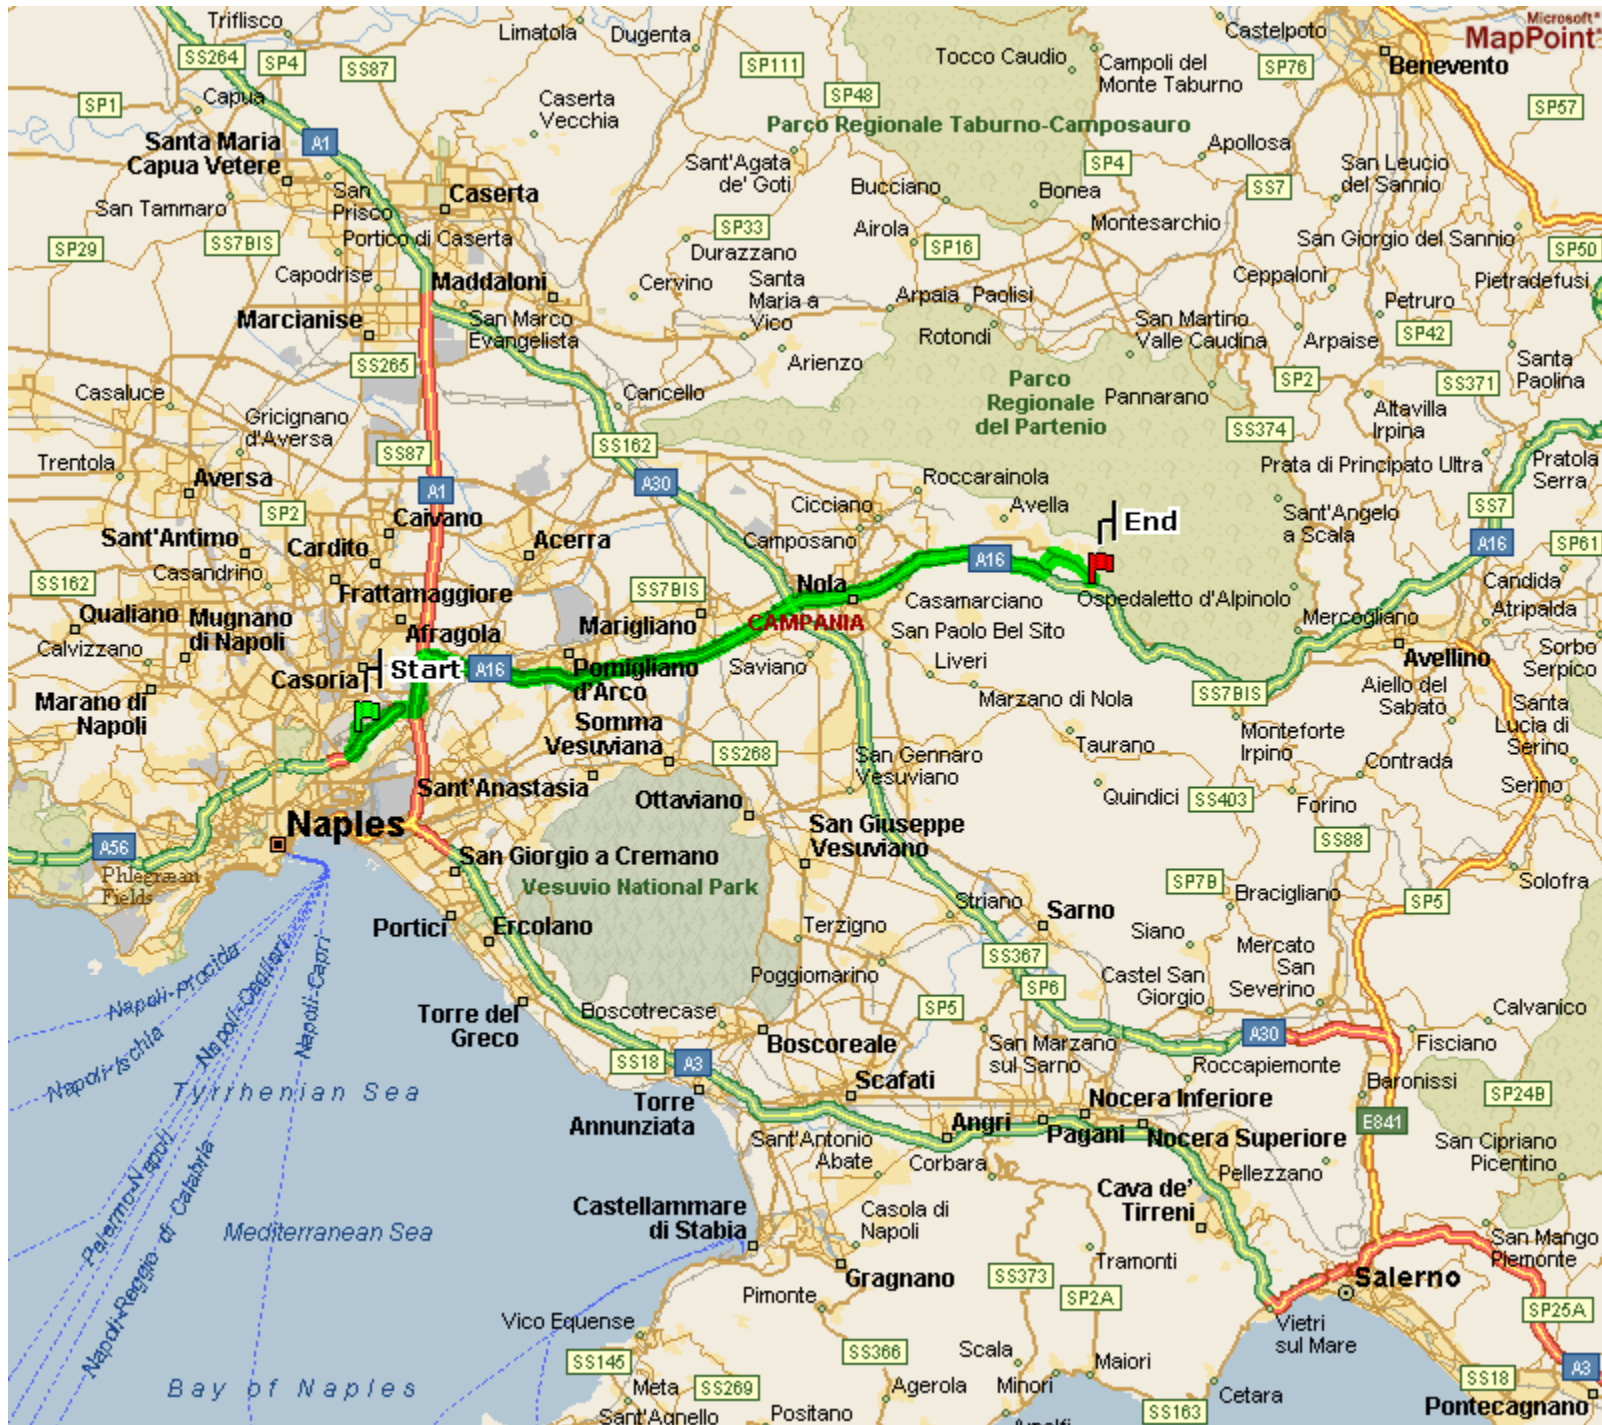 Triflisco
Limatola
Dugenta
Castelpoto
Microsoft®
MapPoint®
SS264
SP4
SS87
SP111
Tocco Caudio
Campoli del
Monte Taburno
SP76
Benevento
SP1
Capua
Caserta
Vecchia
SP48
SP57
A1
Parco Regionale Taburno-Camposauro
Santa Maria
Capua Vetere
Apollosa
Sant'Agata
de' Goti
SP4
San Leucio
del Sannio
San
Prisco
Caserta
Bucciano
Bonea
SS7
San Tammaro
SP33
Airola
Montesarchio
SP29
SS7BIS
Portico di Caserta
Durazzano
SP16
San Giorgio del Sannio
SP50
Capodrise
Maddaloni
Cervino
Santa
Maria a
Vico
Arpaia
Paolisi
Ceppaloni
Pietradefusi
Petruro
Marcianise
San Marco
Evangelista
Rotondi
San Martino
Valle Caudina
Arpaise
SP42
SS265
Arienzo
Santa
Paolina
Casaluce
Cancello
Parco
Regionale
del Partenio
Pannarano
SP2
SS371
Gricignano
d'Aversa
Altavilla
Irpina
SS87
SS162
SS374
Trentola
Aversa
A1
A30
Roccarainola
Prata di Principato Ultra
Pratola
Serra
SP2
Caivano
Cicciano
Avella
End
SS7
Sant'Angelo
a Scala
Sant'Antimo
Cardito
Acerra
Camposano
A16
A16
SP61
SS162
Casandrino
SS7BIS
Nola
Candida
Qualiano
Mugnano
di Napoli
Frattamaggiore
Marigliano
CAMPANIA
Casamarciano
Ospedaletto d'Alpinolo
Mercogliano
Atripalda
Calvizzano
Afragola
San Paolo Bel Sito
Avellino
Sorbo
Serpico
Casoria
Start
A16
Pomigliano
d'Arco
Saviano
Liveri
Marano di
Napoli
Marzano di Nola
SS7BIS
Aiello del
Sabato
Santa
Lucia di
Serino
Somma
Vesuviana
SS268
San Gennaro
Vesuviano
Taurano
Monteforte
Irpino
Contrada
Sant'Anastasia
Ottaviano
Quindici
SS403
Forino
Serino
Naples
San Giuseppe
Vesuviano
SS88
A56
Phlegræan
Fields
San Giorgio a Cremano
Vesuvio National Park
SP7B
Bracigliano
Solofra
SP5
Portici
Ercolano
Terzigno
Striano
Sarno
Siano
Mercato
San
Severino
Napoli-Procida
Napoli-Cagliari
Napoli-Capri
Poggiomarino
SS367
SP6
Castel San
Giorgio
Torre del
Greco
Boscotrecase
SP5
Calvanico
Napoli-Ischia
Boscoreale
San Marzano
sul Sarno
A30
Fisciano
SS18
A3
Roccapiemonte
Tyrrhenian Sea
Torre
Annunziata
Scafati
Baronissi
SP24B
Nocera Inferiore
Angri
Pagani
Nocera Superiore
E841
Sant'Antonio
Abate
Corbara
Pellezzano
San Cipriano
Picentino
Palermo-Napoli
Napoli-Reggio di Calabria
Cava de'
Tirreni
Castellammare
di Stabia
Casola di
Napoli
Mediterranean Sea
Tramonti
San Mango
Piemonte
Gragnano
SS373
Salerno
Pimonte
SP2A
SP25A
Vico Equense
Vietri
sul Mare
SS145
SS366
Scala
Maiori
A3
Bay of Naples
Meta
SS269
Agerola
Minori
Cetara
SS18
Sant'Agnello
Positano
SS163
Pontecagnano